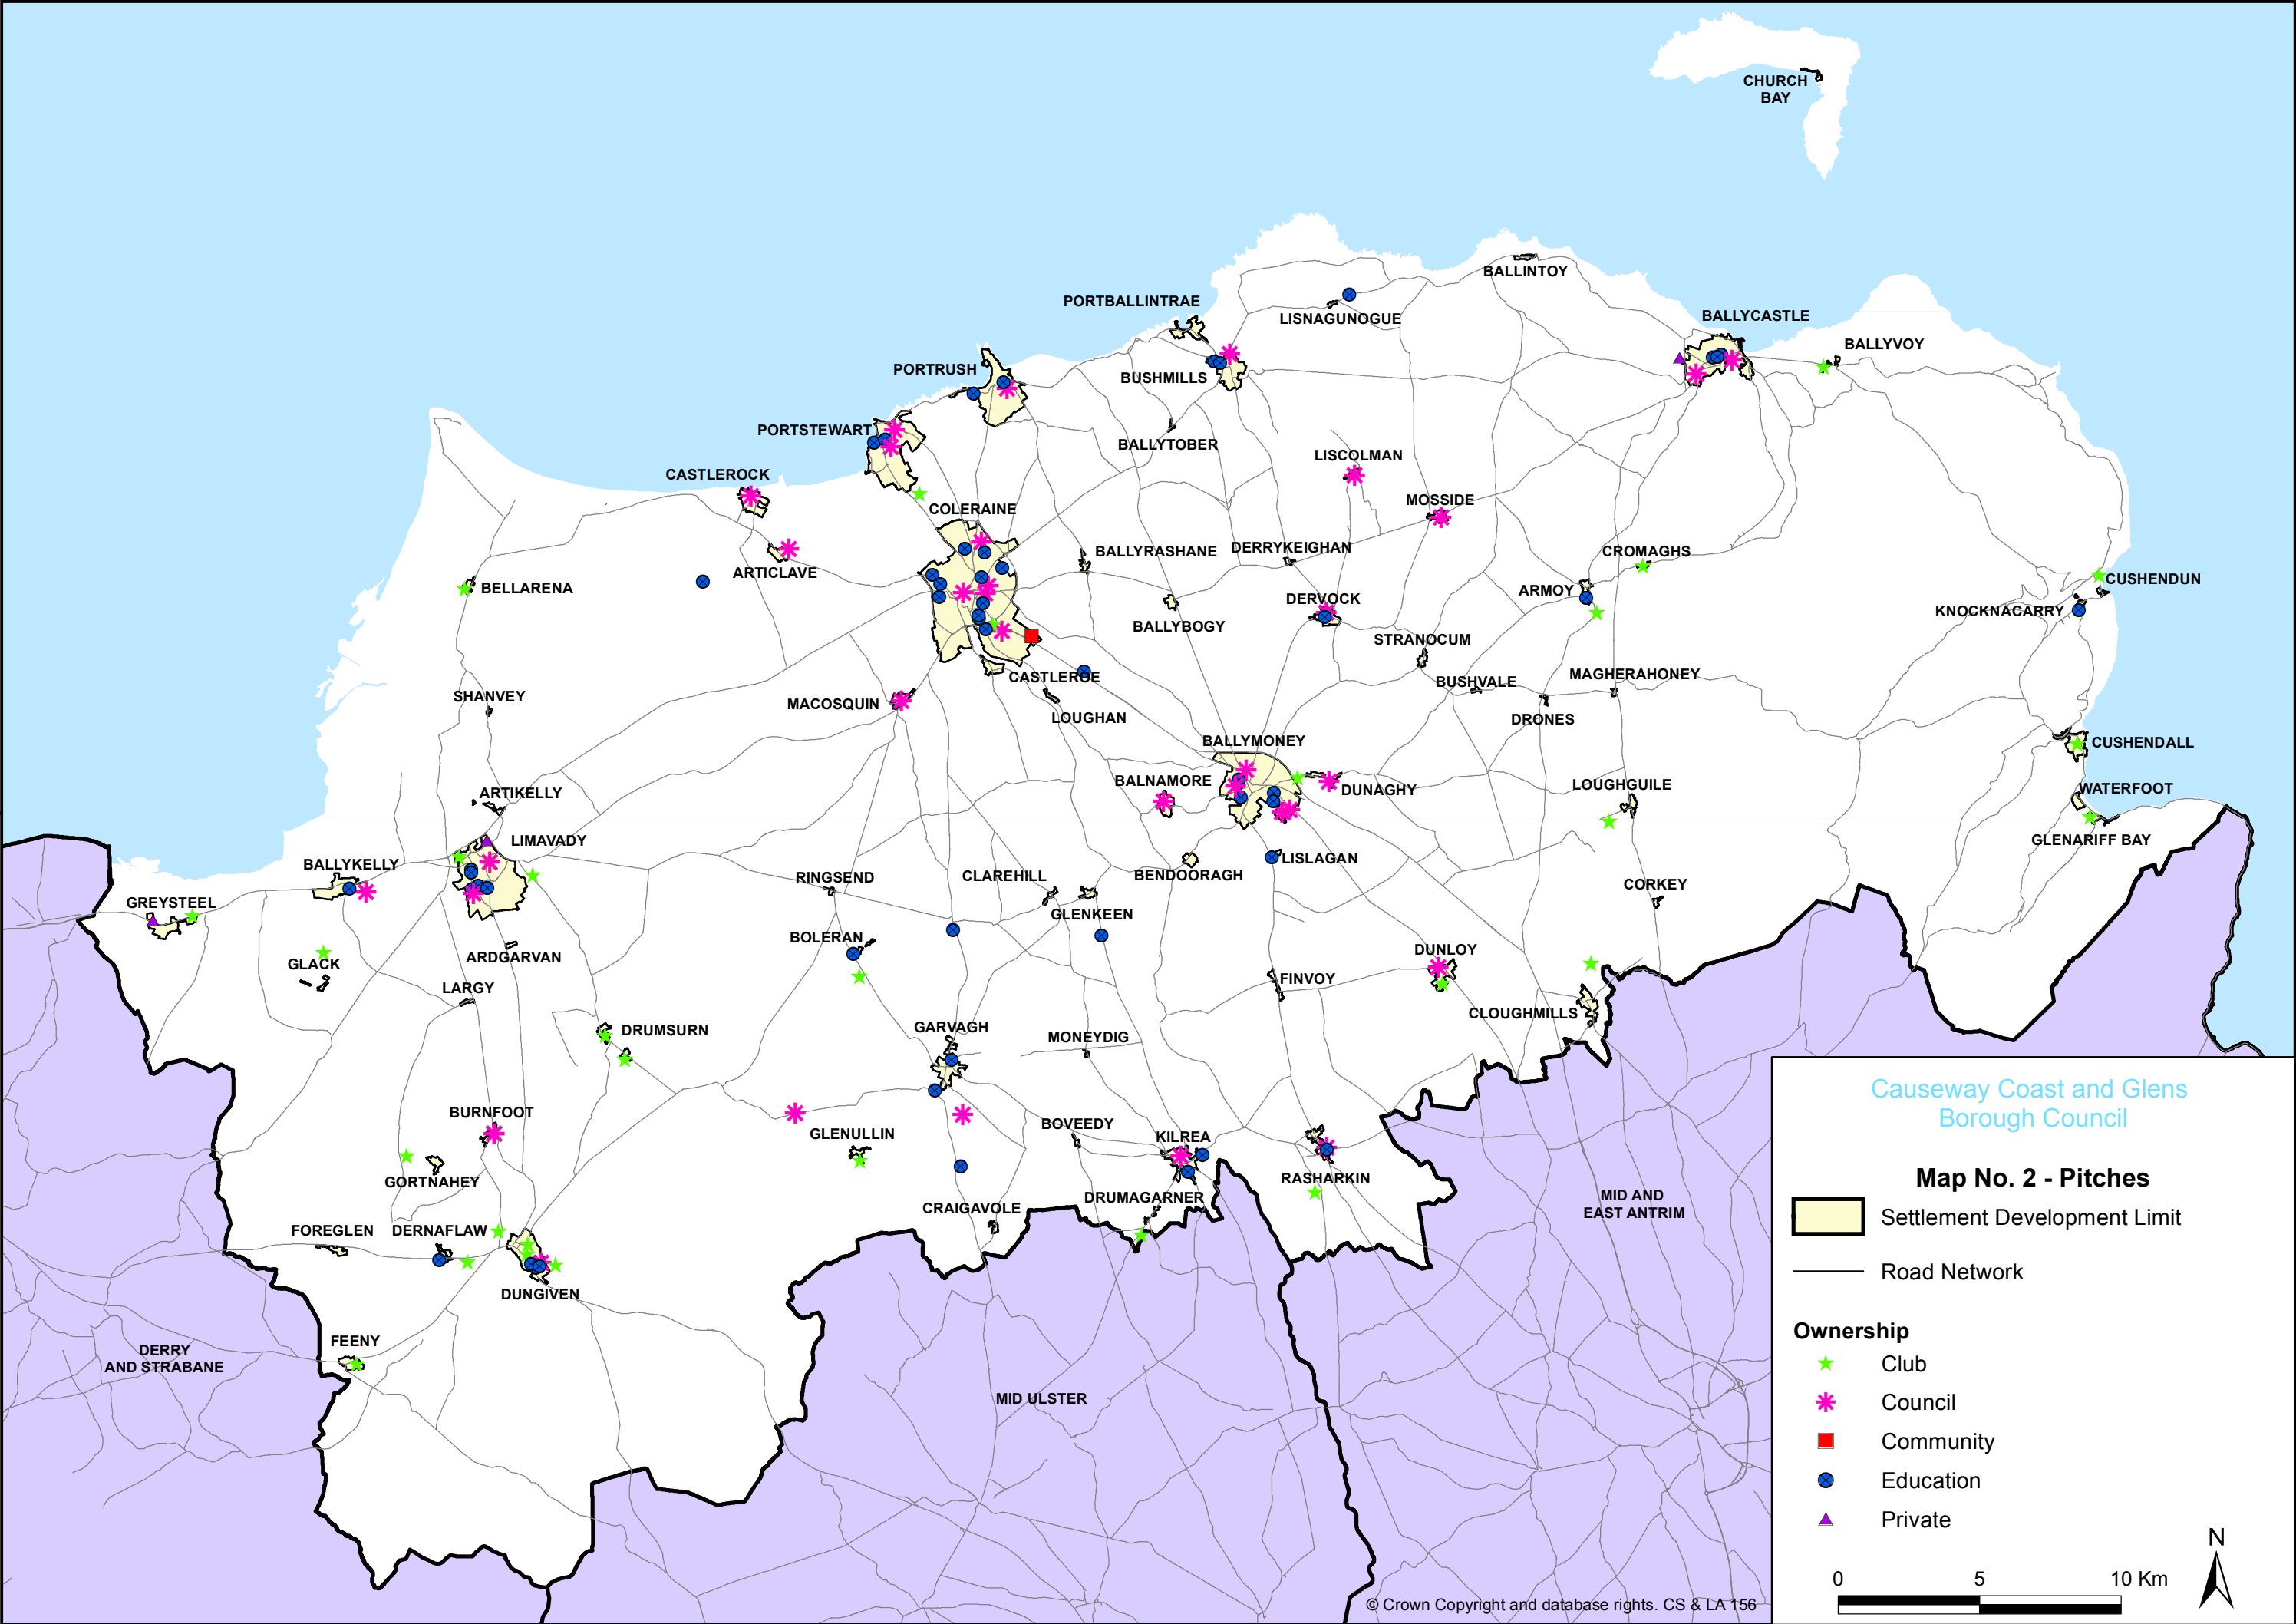 CHURCH
BAY
BALLINTOY
PORTBALLINTRAE
LISNAGUNOGUE
BALLYCASTLE
BALLYVOY
PORTRUSH
BUSHMILLS
PORTSTEWART
BALLYTOBER
LISCOLMAN
CASTLEROCK
MOSSIDE
COLERAINE
BALLYRASHANE
DERRYKEIGHAN
CROMAGHS
ARTICLAVE
BELLARENA
ARMOY
CUSHENDUN
DERVOCK
KNOCKNACARRY
BALLYBOGY
STRANOCUM
CASTLEROE
MAGHERAHONEY
BUSHVALE
SHANVEY
MACOSQUIN
LOUGHAN
DRONES
BALLYMONEY
CUSHENDALL
BALNAMORE
DUNAGHY
LOUGHGUILE
WATERFOOT
ARTIKELLY
LIMAVADY
GLENARIFF BAY
BALLYKELLY
LISLAGAN
RINGSEND
CLAREHILL
BENDOORAGH
CORKEY
GREYSTEEL
GLENKEEN
BOLERAN
DUNLOY
ARDGARVAN
GLACK
FINVOY
LARGY
CLOUGHMILLS
DRUMSURN
GARVAGH
MONEYDIG
BURNFOOT
BOVEEDY
GLENULLIN
KILREA
GORTNAHEY
RASHARKIN
DRUMAGARNER
MID AND
EAST ANTRIM
CRAIGAVOLE
FOREGLEN
DERNAFLAW
DUNGIVEN
FEENY
DERRY
AND STRABANE
MID ULSTER
Causeway Coast and Glens
Borough Council
Map No. 2 - Pitches
Settlement Development Limit
Road Network
Ownership
Club
Council
Community
Education
Private
N
0 5 10 Km
© Crown Copyright and database rights. CS & LA 156